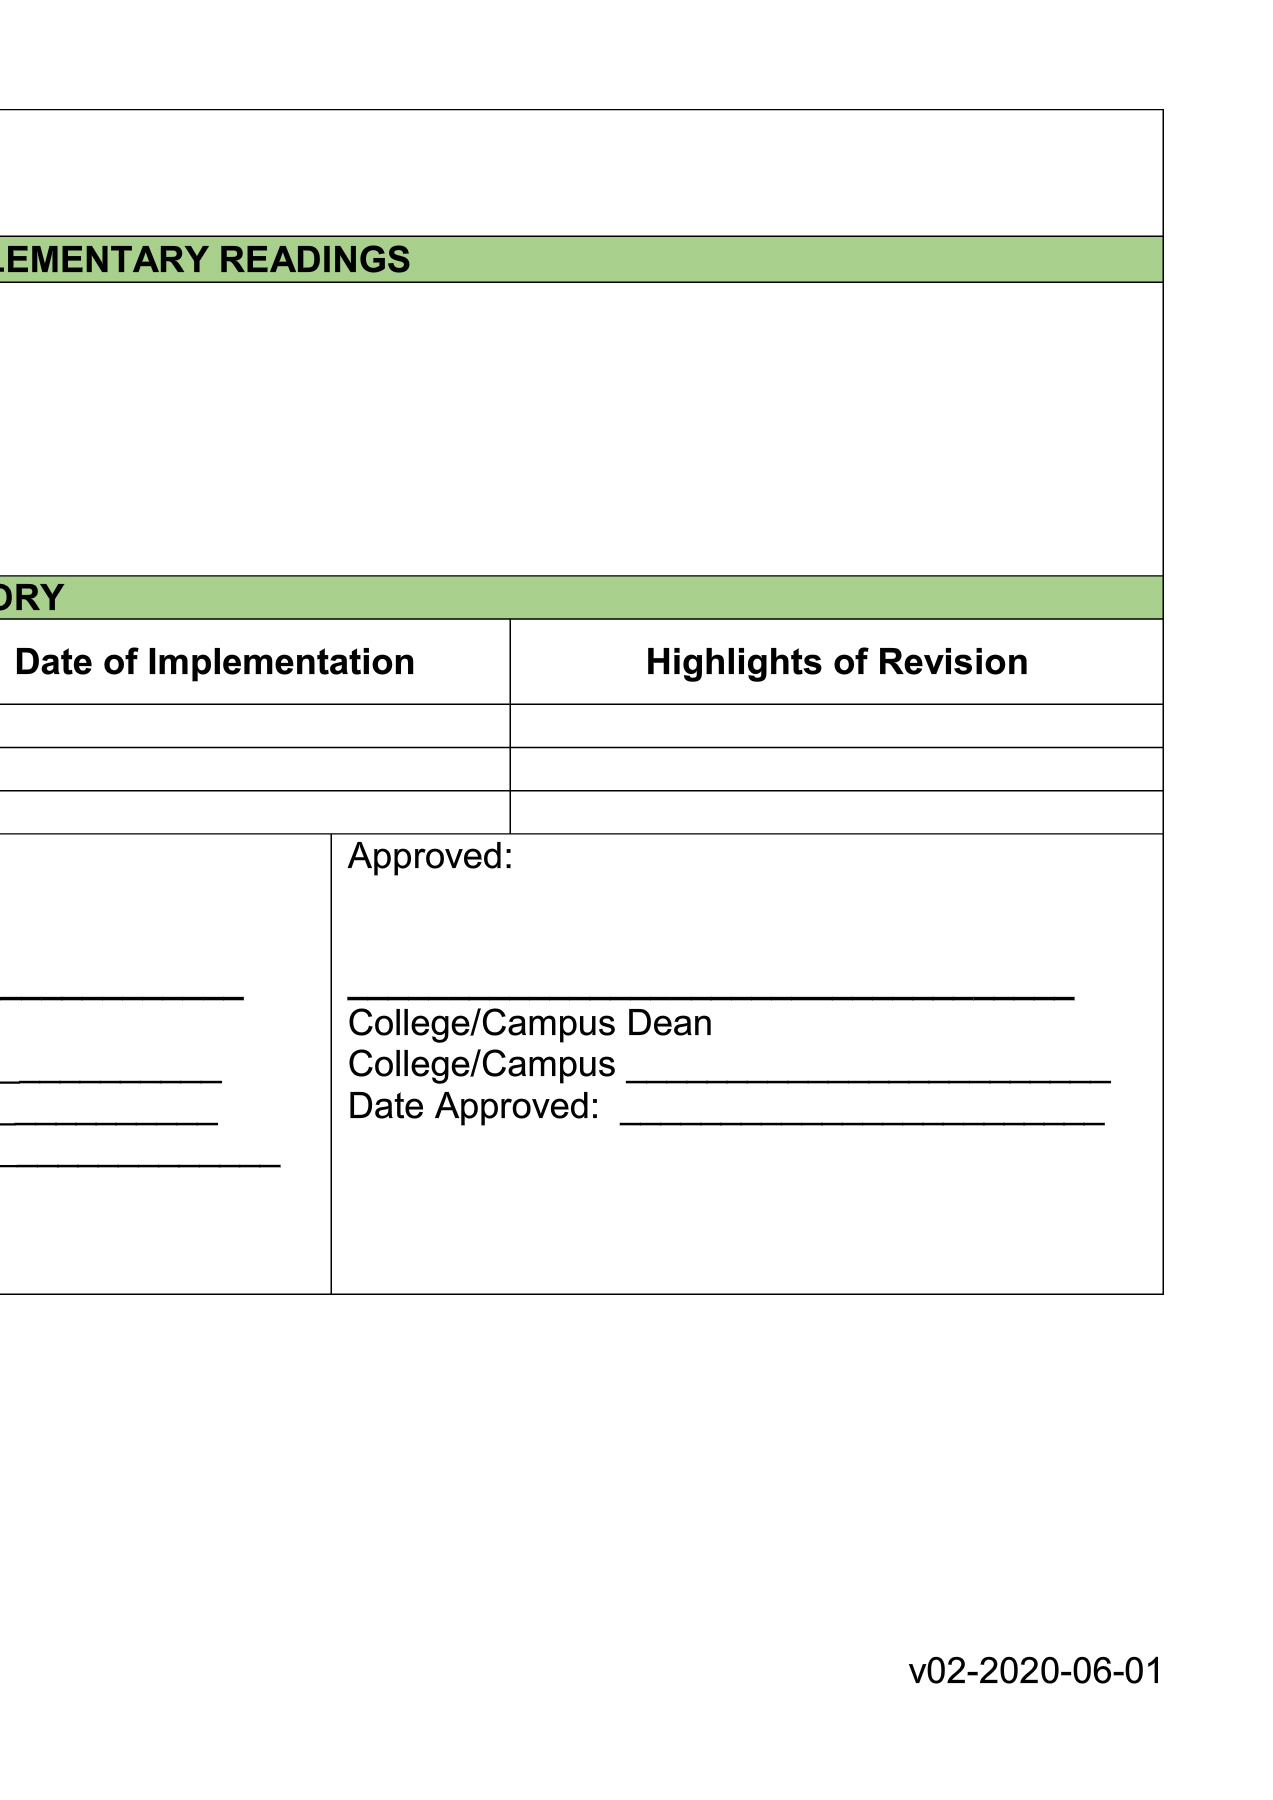 LEMENTARY READINGS
ORY
Date of Implementation Highlights of Revision
Approved:
College/Campus Dean
College/Campus ________________________
Date Approved: ________________________
v02-2020-06-01